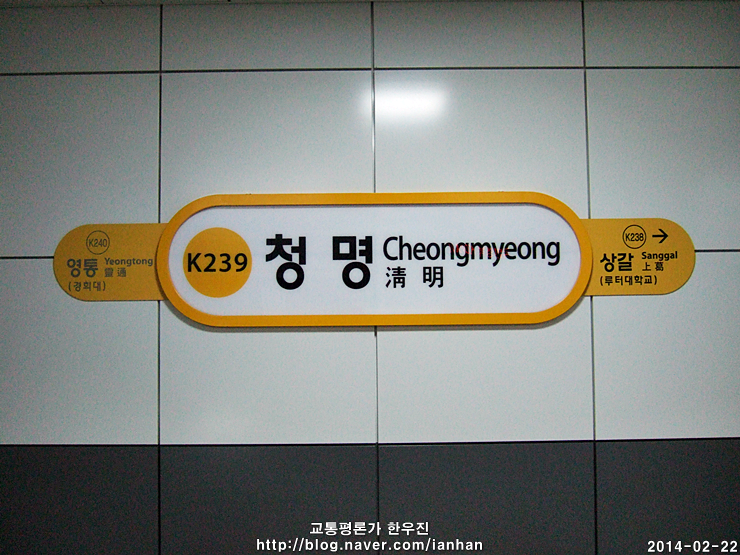 K240
영통 Yeongtong
靈通
(경희대)
K239
청명 Cheongmyeong
淸明
K238 →
상갈 Sanggal
上葛
(루터대학교)
교통평론가 한우진
http://blog.naver.com/ianhan
2014-02-22